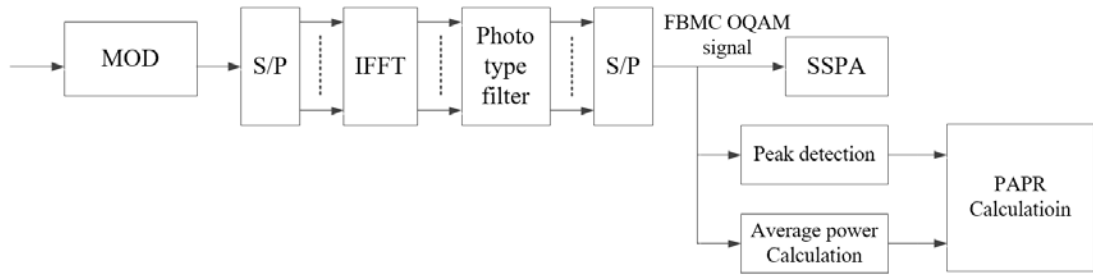 MOD
S/P
IFFT
Photo
type
filter
S/P
FBMC OQAM
signal
SSPA
Peak detection
Average power
Calculation
PAPR
Calculatioin